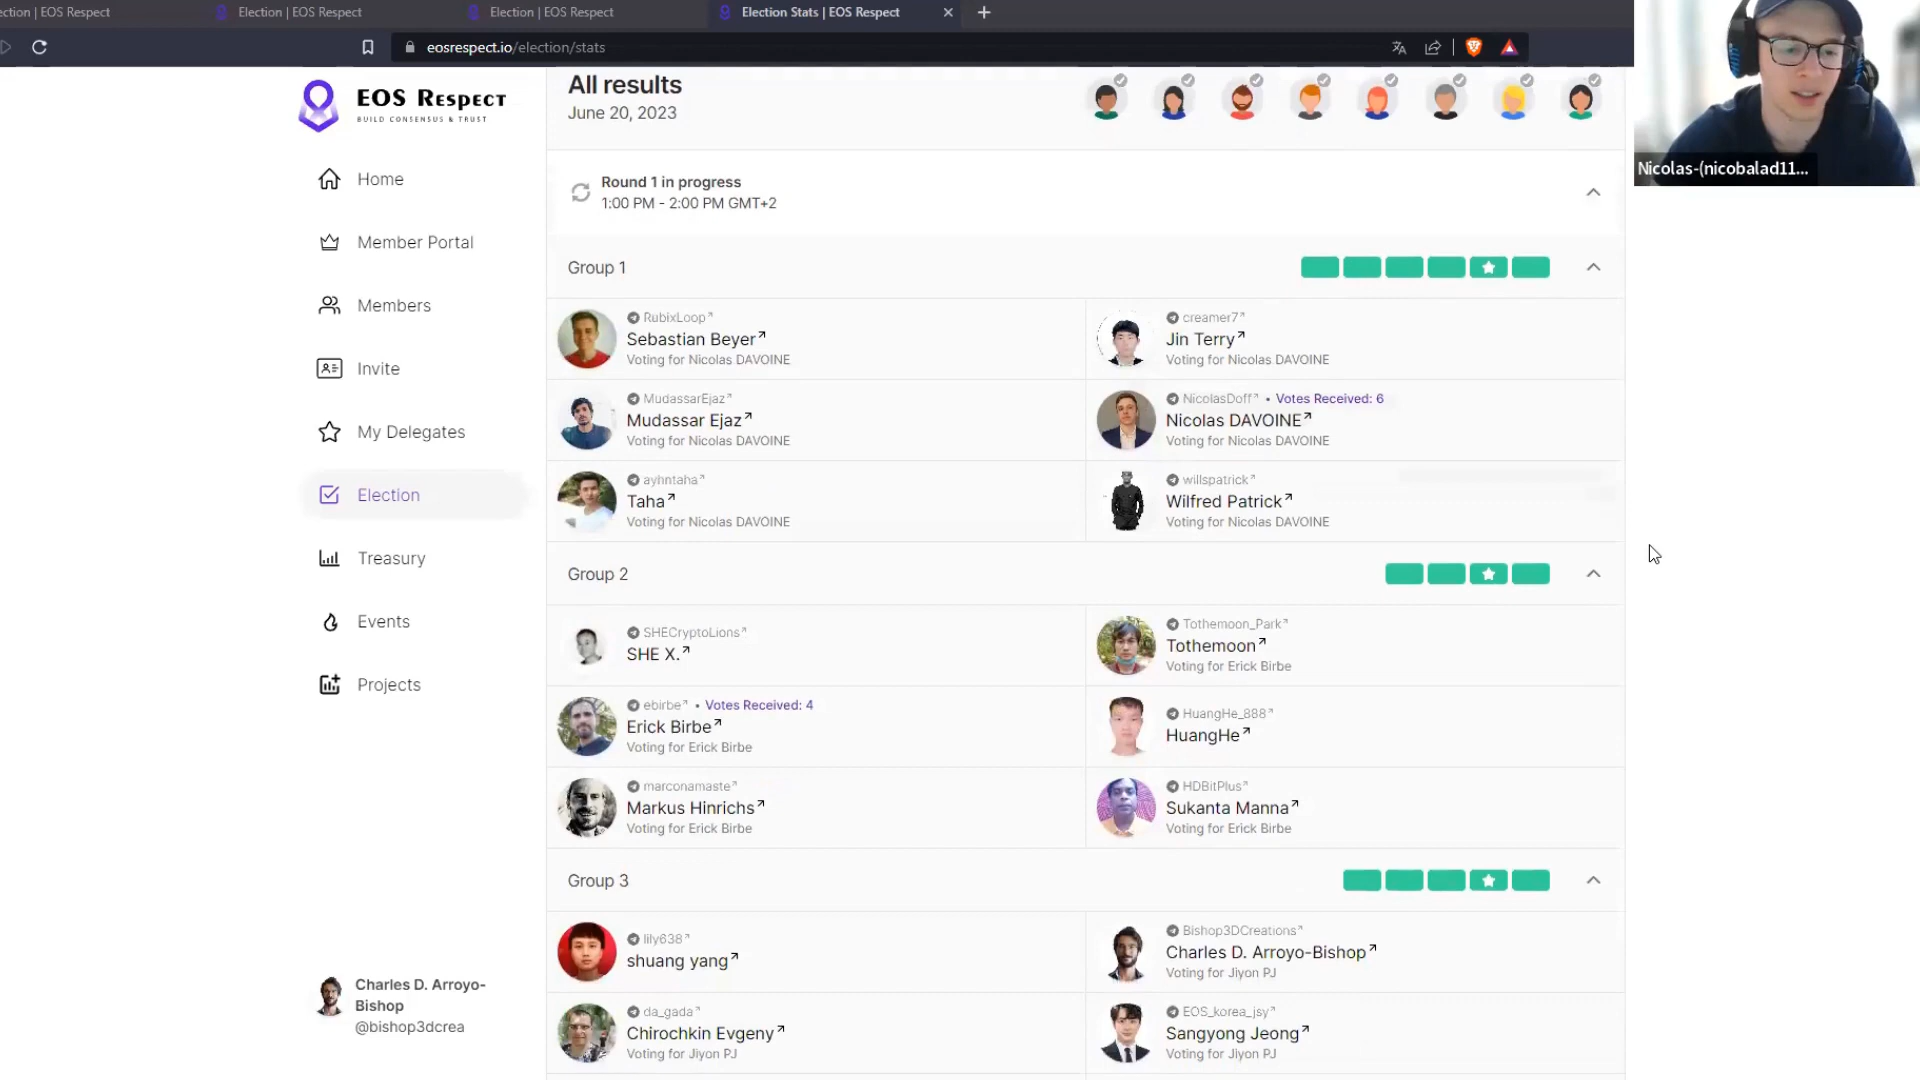 ection | EOS Respect
Election | EOS Respect
Election | EOS Respect
Election Stats | EOS Respect
eosrespect.io/election/stats
EOS Respect
BUILD CONSENSUS & TRUST
Home
Member Portal
Members
Invite
My Delegates
Election
Treasury
Events
Projects
Charles D. Arroyo-
Bishop
@bishop3dcrea
All results
June 20, 2023
Round 1 in progress
1:00 PM - 2:00 PM GMT+2
Group 1
RubixLoop
Sebastian Beyer
Voting for Nicolas DAVOINE
creamer7
Jin Terry
Voting for Nicolas DAVOINE
MudassarEjaz
Mudassar Ejaz
Voting for Nicolas DAVOINE
NicolasDoff • Votes Received: 6
Nicolas DAVOINE
Voting for Nicolas DAVOINE
ayhntaha
Taha
Voting for Nicolas DAVOINE
willspatrick
Wilfred Patrick
Voting for Nicolas DAVOINE
Group 2
SHECryptoLions
SHE X.
Tothemoon_Park
Tothemoon
Voting for Erick Birbe
ebirbe • Votes Received: 4
Erick Birbe
Voting for Erick Birbe
HuangHe_888
HuangHe
marconamaste
Markus Hinrichs
Voting for Erick Birbe
HDBitPlus
Sukanta Manna
Voting for Erick Birbe
Group 3
lily638
shuang yang
Bishop3DCreations
Charles D. Arroyo-Bishop
Voting for Jiyon PJ
da_gada
Chirochkin Evgeny
Voting for Jiyon PJ
EOS_korea_jsy
Sangyong Jeong
Voting for Jiyon PJ
Nicolas-(nicobalad11...